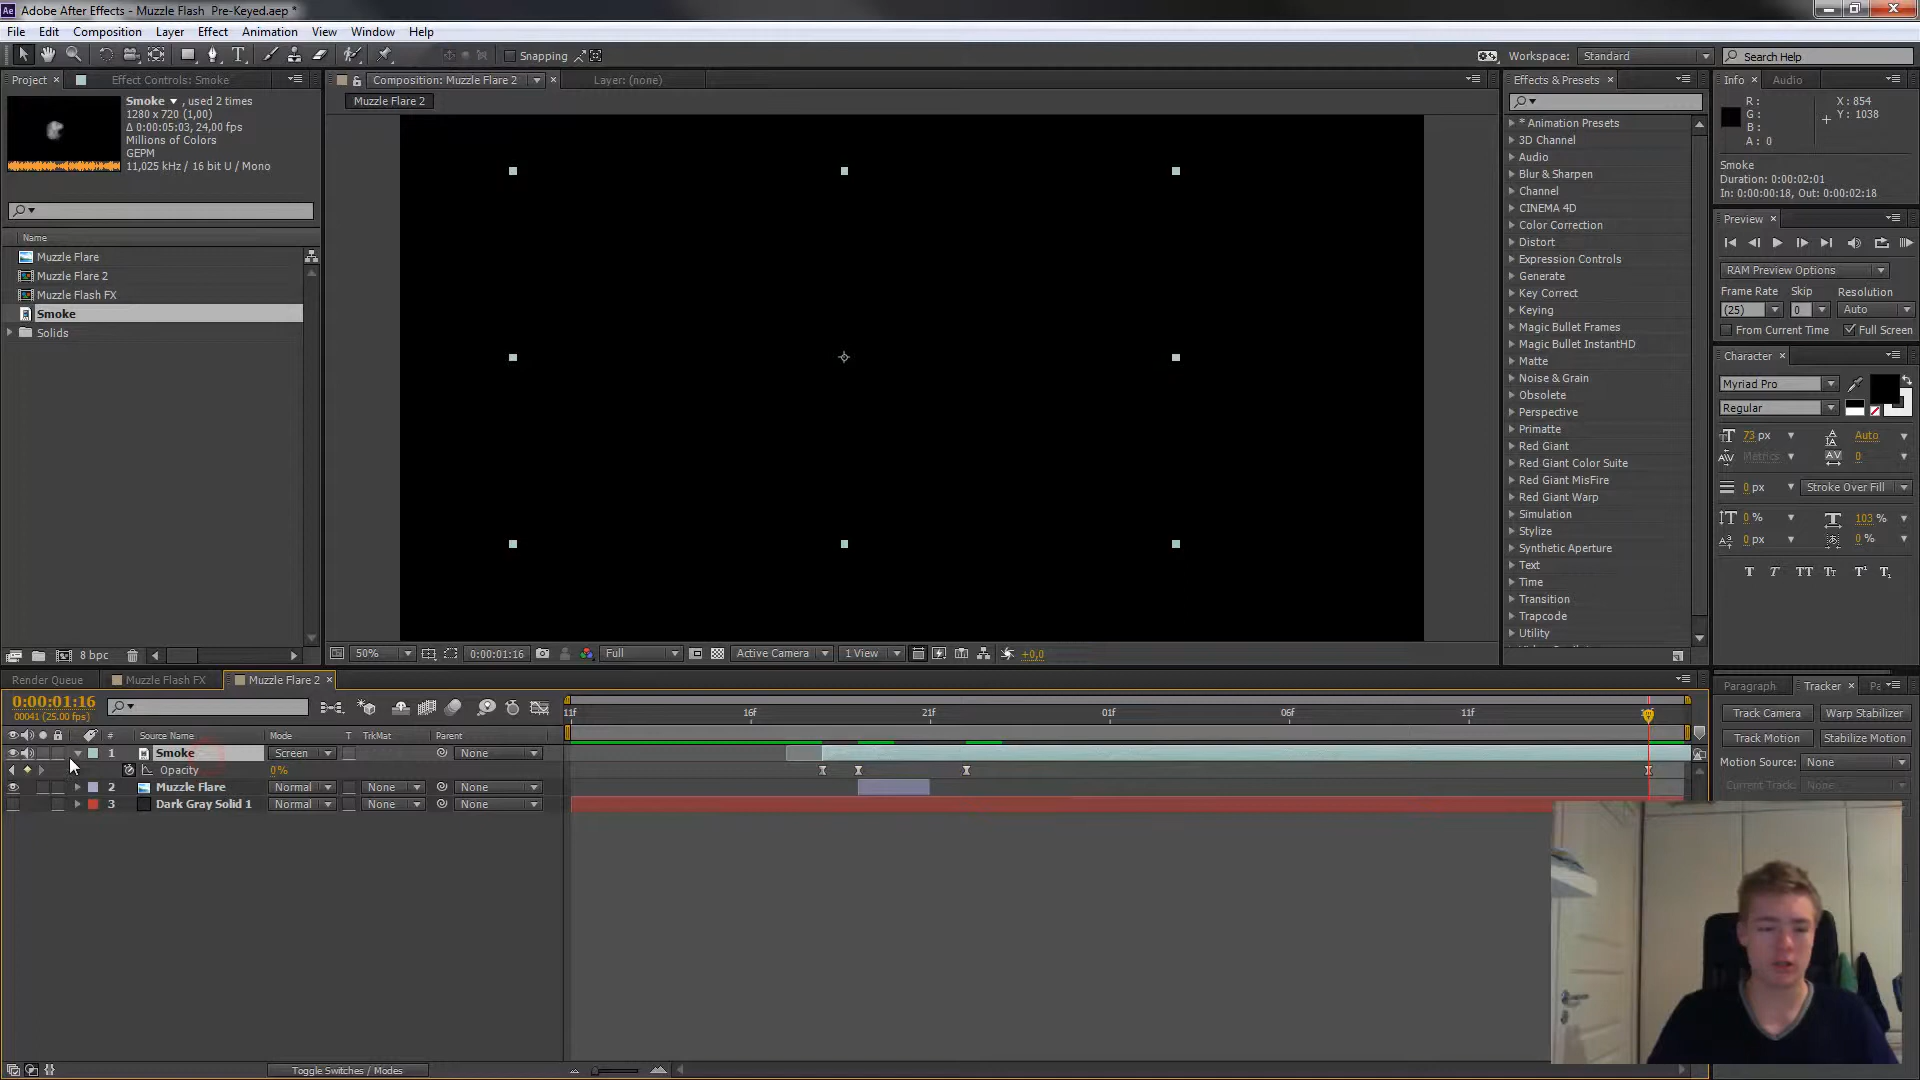 Adobe After Effects - Muzzle Flash  Pre-Keyed.aep *
File Edit Composition Layer Effect Animation View Window Help
Snapping
Workspace: Standard
Search Help
Project × Effect Controls: Smoke
Smoke ▼ , used 2 times
1280 x 720 (1,00)
Δ 0:00:05:03, 24,00 fps
Millions of Colors
GEPM
11,025 kHz / 16 bit U / Mono
Name
Muzzle Flare
Muzzle Flare 2
Muzzle Flash FX
Smoke
Solids
8 bpc
Composition: Muzzle Flare 2
Layer: (none)
Muzzle Flare 2
50%
0:00:01:16
Full
Active Camera
1 View
+0,0
Effects & Presets ×
* Animation Presets
3D Channel
Audio
Blur & Sharpen
Channel
CINEMA 4D
Color Correction
Distort
Expression Controls
Generate
Key Correct
Keying
Magic Bullet Frames
Magic Bullet InstantHD
Matte
Noise & Grain
Obsolete
Perspective
Primatte
Red Giant
Red Giant Color Suite
Red Giant MisFire
Red Giant Warp
Simulation
Stylize
Synthetic Aperture
Text
Time
Transition
Trapcode
Utility
Info × Audio
R:
G:
B:
A: 0
X: 854
Y: 1038
Smoke
Duration: 0:00:02:01
In: 0:00:00:18, Out: 0:00:02:18
Preview ×
RAM Preview Options
Frame Rate Skip Resolution
(25) 0 Auto
From Current Time Full Screen
Character ×
Myriad Pro
Regular
73 px Auto
Metrics 0
0 px Stroke Over Fill
0 % 103 %
0 px 0 %
Paragraph Tracker ×
Track Camera Warp Stabilizer
Track Motion Stabilize Motion
Motion Source: None
Current Track: None
Render Queue Muzzle Flash FX Muzzle Flare 2 ×
0:00:01:16
00041 (25.00 fps)
11f 16f 21f 01f 06f 11f
# Source Name Mode T TrkMat Parent
1 Smoke Screen None
Opacity 0%
2 Muzzle Flare Normal None None
3 Dark Gray Solid 1 Normal None None
Toggle Switches / Modes